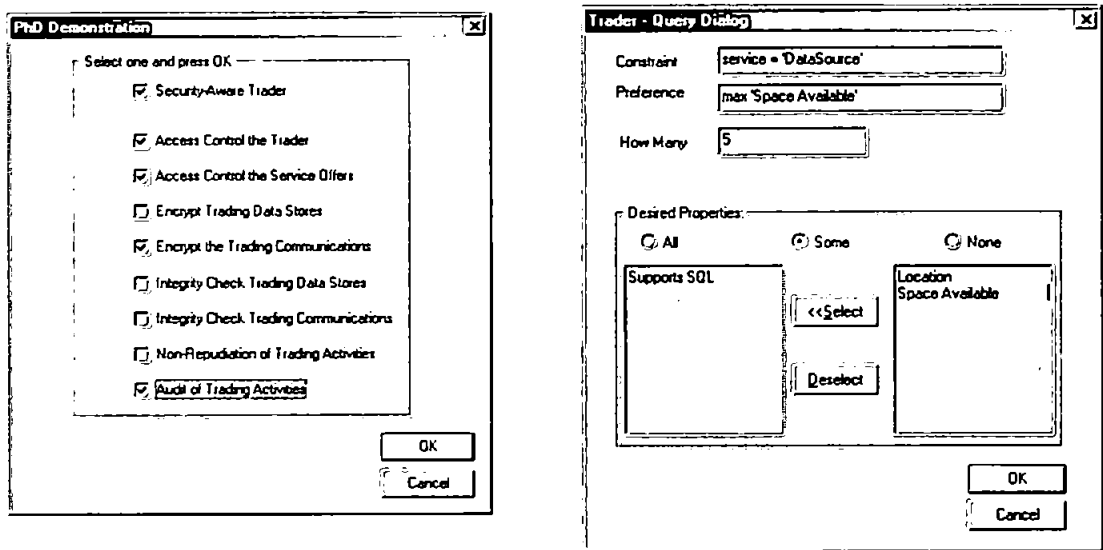 PhD Demonstration
Select one and press OK
Security-Aware Trader
Access Control the Trader
Access Control the Service Offers
Encrypt Trading Data Stores
Encrypt the Trading Communications
Integrity Check Trading Data Stores
Integrity Check Trading Communications
Non-Repudiation of Trading Activities
Audit of Trading Activities
OK
Cancel
Trader - Query Dialog
Constraint
service = 'DataSource'
Preference
max 'Space Available'
How Many
5
Desired Properties:
All
Some
None
Supports SQL
<<Select
Deselect
Location
Space Available
OK
Cancel